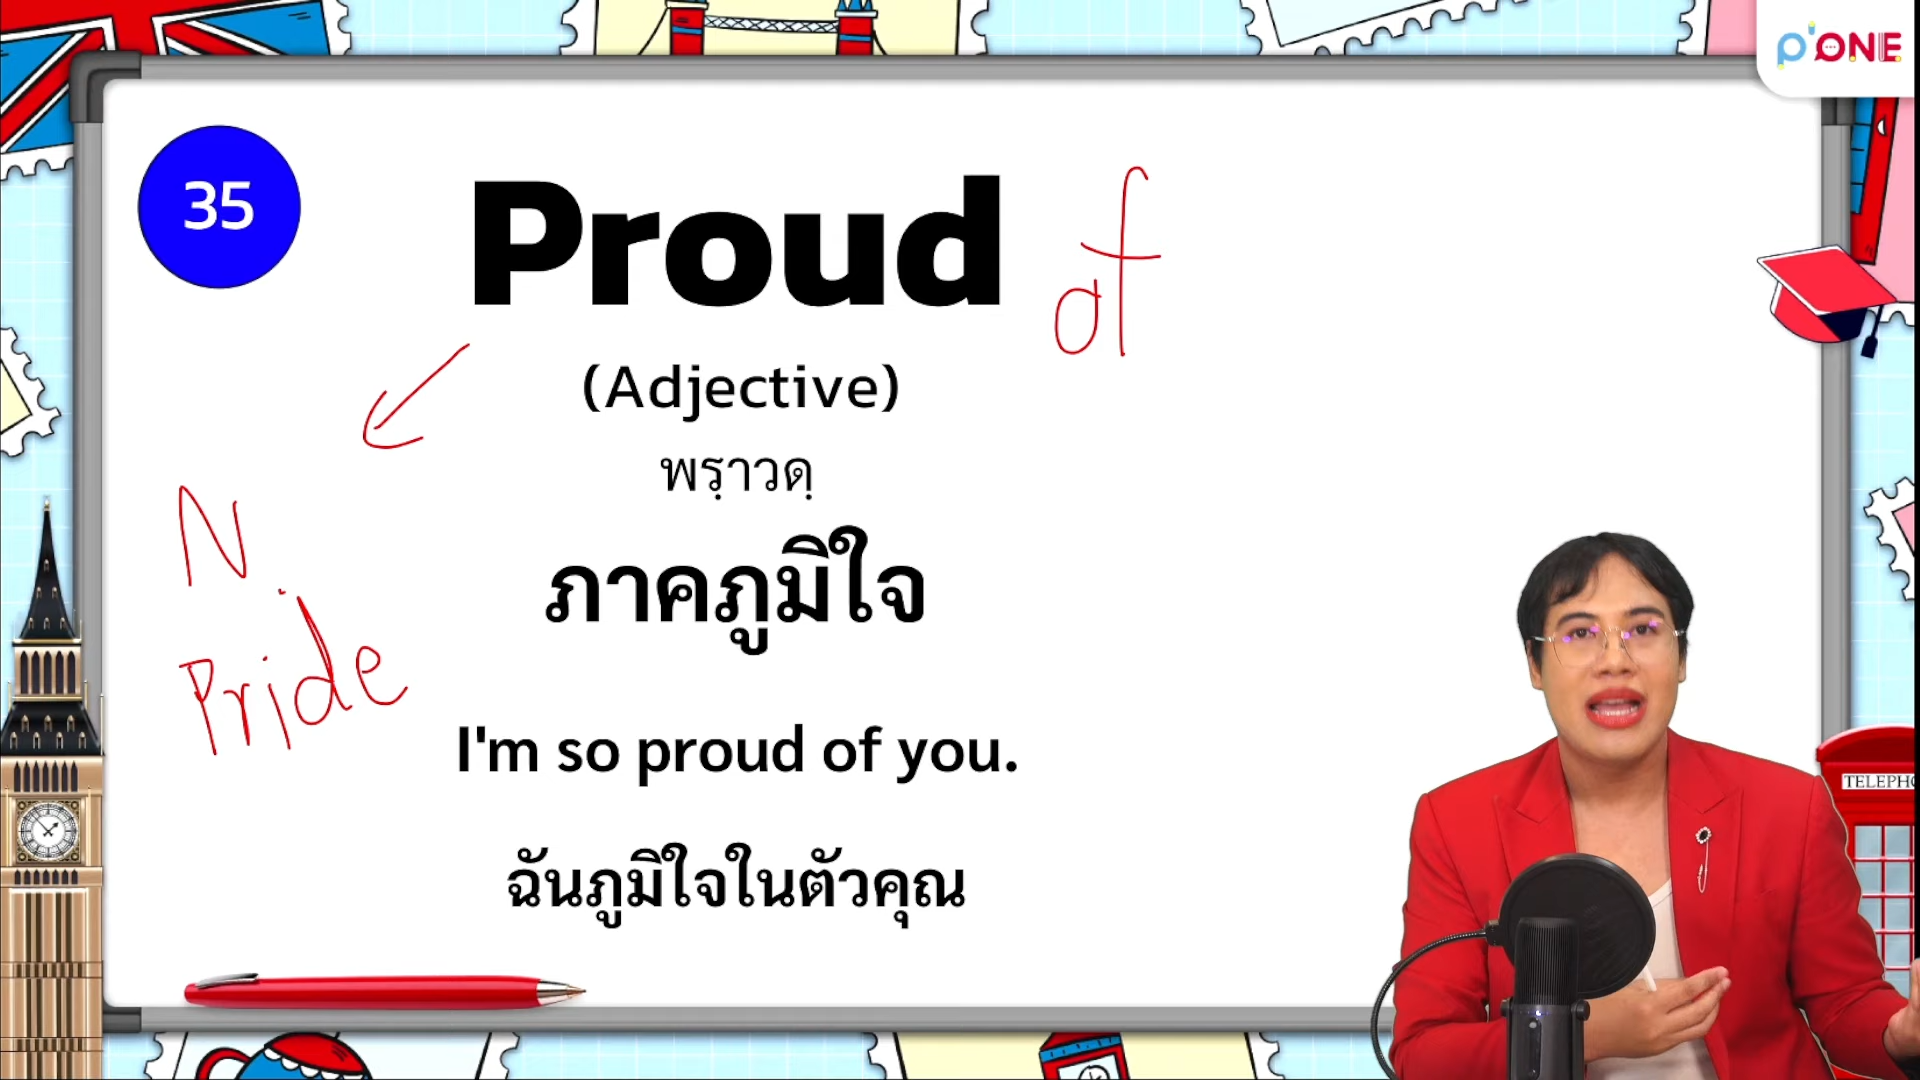 P'ONE
35
Proud of
(Adjective)
พรฺาวดฺ
N
ภาคภูมิใจ
Pride
I'm so proud of you.
ฉันภูมิใจในตัวคุณ